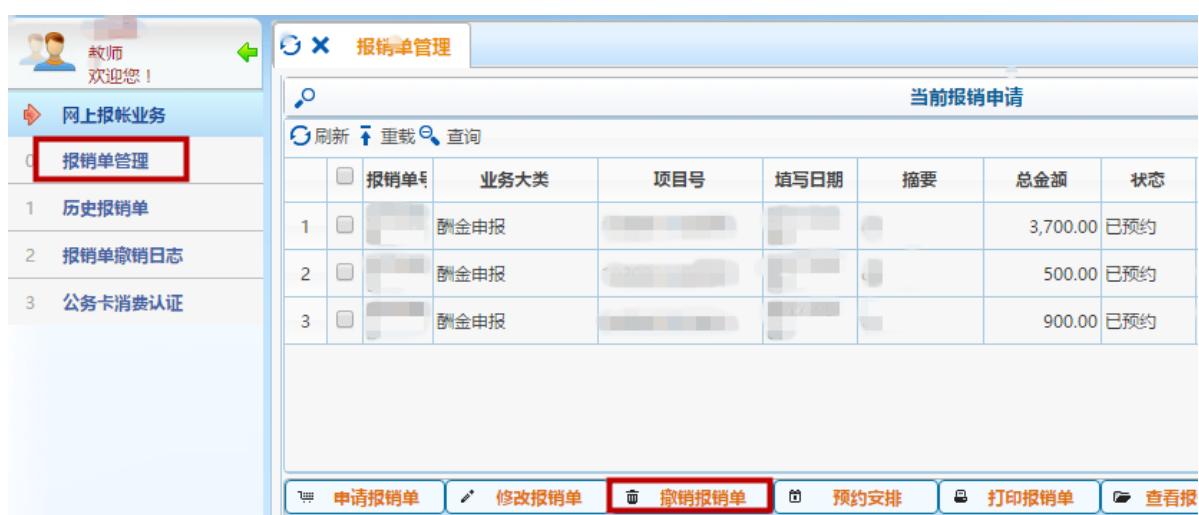 教师
欢迎您！
网上报帐业务
0 报销单管理
1 历史报销单
2 报销单撤销日志
3 公务卡消费认证
报销单管理
当前报销申请
刷新 重载 查询
报销单号 业务大类 项目号 填写日期 摘要 总金额 状态
1 酬金申报 3,700.00 已预约
2 酬金申报 500.00 已预约
3 酬金申报 900.00 已预约
申请报销单 修改报销单 撤销报销单 预约安排 打印报销单 查看报